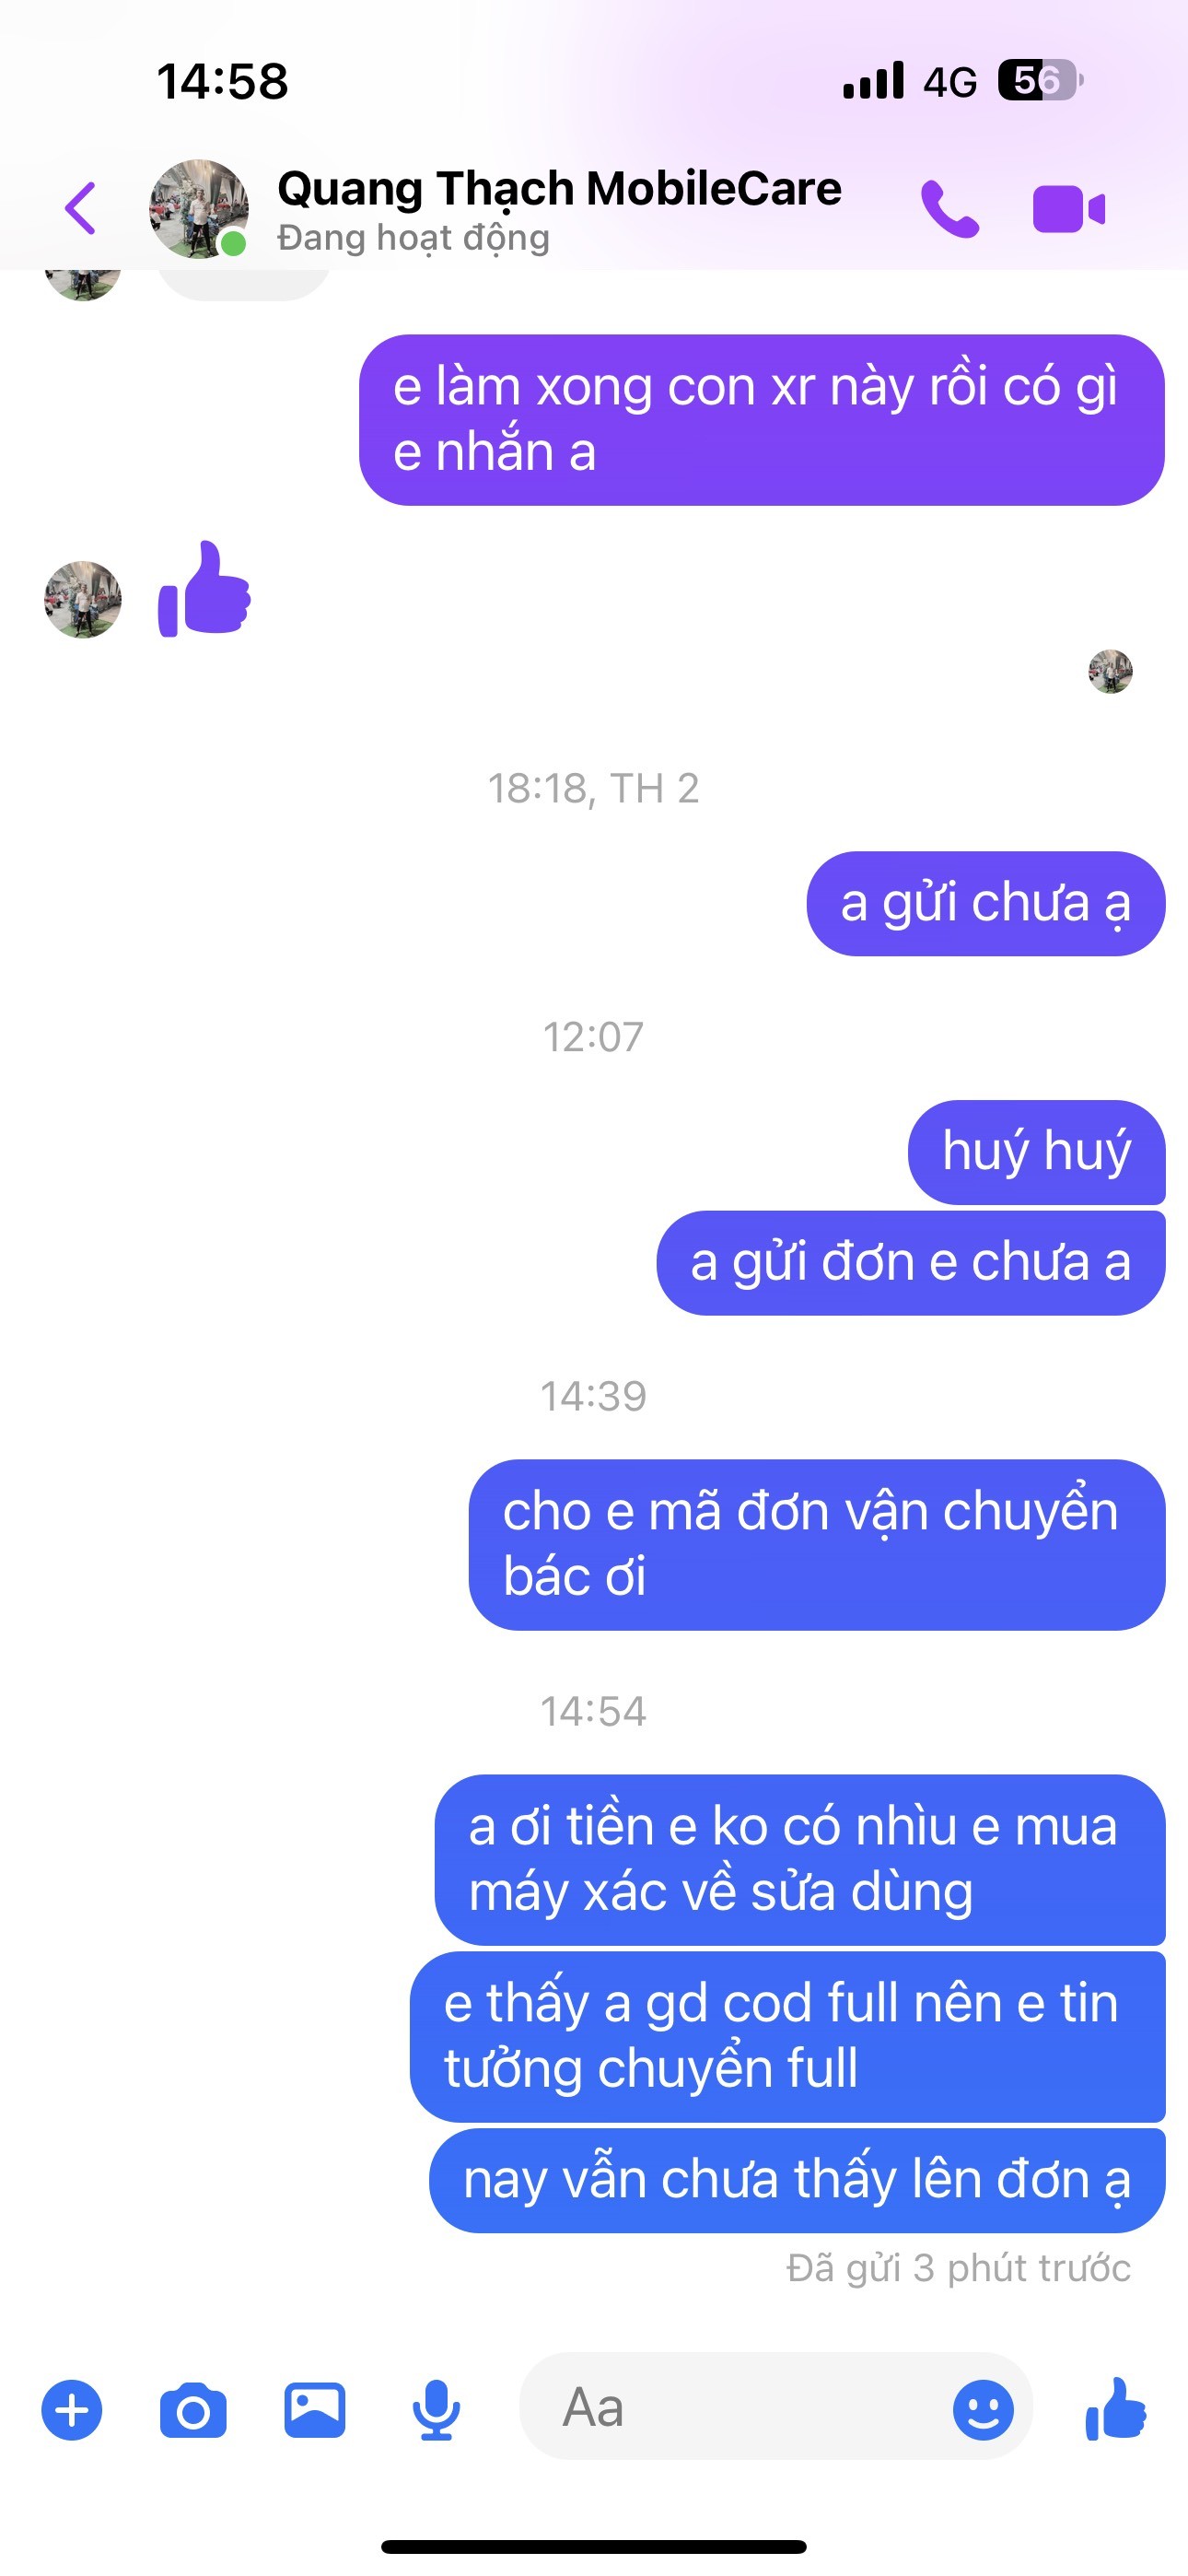 14:58
4G 56
Quang Thạch MobileCare
Đang hoạt động
e làm xong con xr này rồi có gì
e nhắn a
18:18, TH 2
a gửi chưa ạ
12:07
huý huý
a gửi đơn e chưa a
14:39
cho e mã đơn vận chuyển
bác ơi
14:54
a ơi tiền e ko có nhìu e mua
máy xác về sửa dùng
e thấy a gd cod full nên e tin
tưởng chuyển full
nay vẫn chưa thấy lên đơn ạ
Đã gửi 3 phút trước
Aa